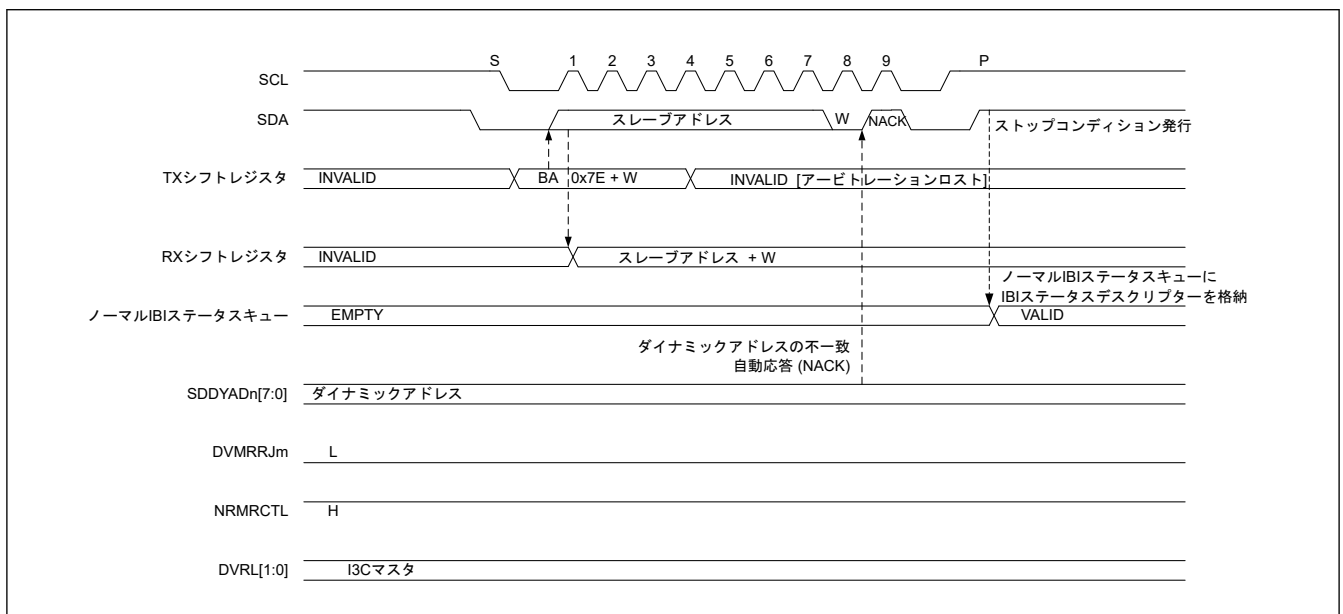 S 1 2 3 4 5 6 7 8 9 P
SCL
SDA スレーブアドレス W NACK ストップコンディション発行
TXシフトレジスタ INVALID BA 0x7E + W INVALID [アービトレーションロスト]
RXシフトレジスタ INVALID スレーブアドレス + W
ノーマルIBIステータスキューに
IBIステータスデスクリプターを格納
ノーマルIBIステータスキュー EMPTY VALID
ダイナミックアドレスの不一致
自動応答 (NACK)
SDDYADn[7:0] ダイナミックアドレス
DVMRRJm L
NRMRCTL H
DVRL[1:0] I3Cマスタ